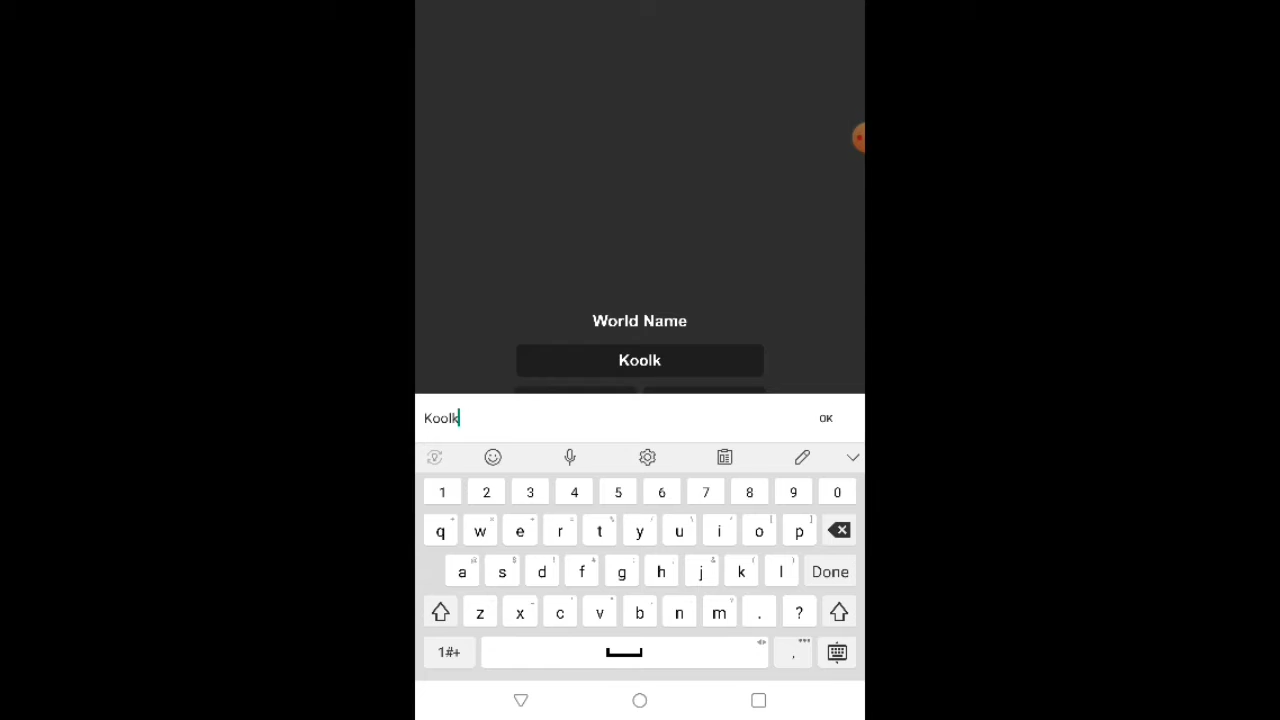 World Name
Koolk
Koolk OK
1 2 3 4 5 6 7 8 9 0
q w e r t y u i o p
a s d f g h j k l Done
z x c v b n m . ?
1#+ ,